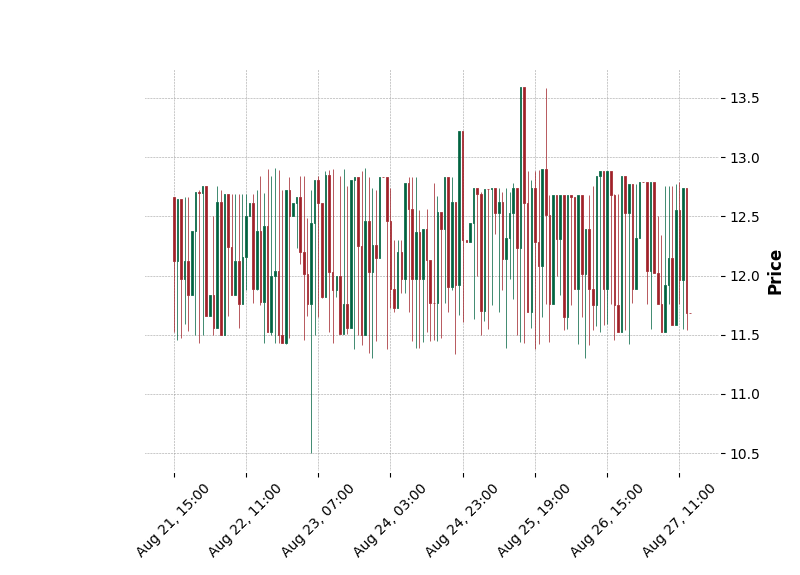 13.5
13.0
12.5
12.0
11.5
11.0
10.5
Price
Aug 21, 15:00
Aug 22, 11:00
Aug 23, 07:00
Aug 24, 03:00
Aug 24, 23:00
Aug 25, 19:00
Aug 26, 15:00
Aug 27, 11:00